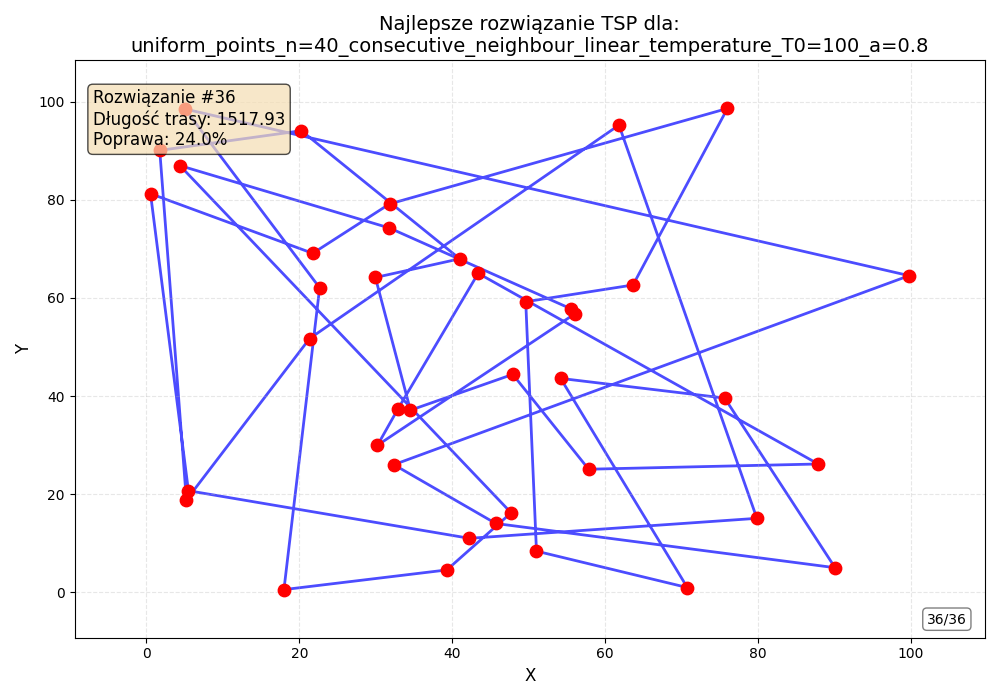 Najlepsze rozwiązanie TSP dla:
uniform_points_n=40_consecutive_neighbour_linear_temperature_T0=100_a=0.8
Rozwiązanie #36
Długość trasy: 1517.93
Poprawa: 24.0%
100
80
60
40
20
0
Y
0
20
40
60
80
100
X
36/36